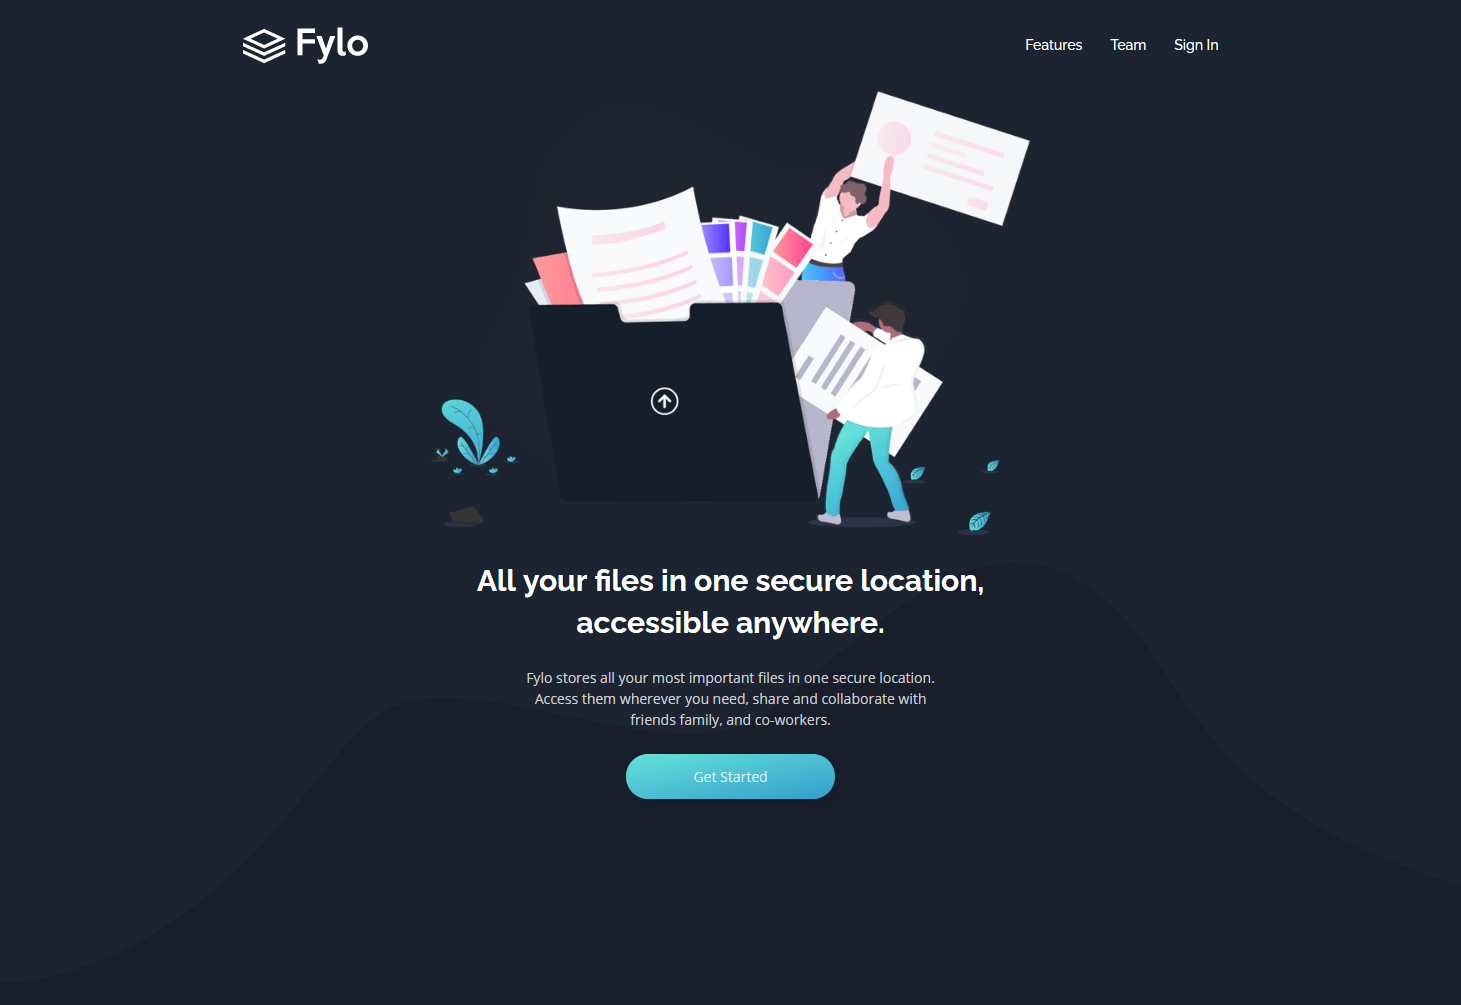 Fylo
Features Team Sign In
All your files in one secure location,
accessible anywhere.
Fylo stores all your most important files in one secure location.
Access them wherever you need, share and collaborate with
friends family, and co-workers.
Get Started